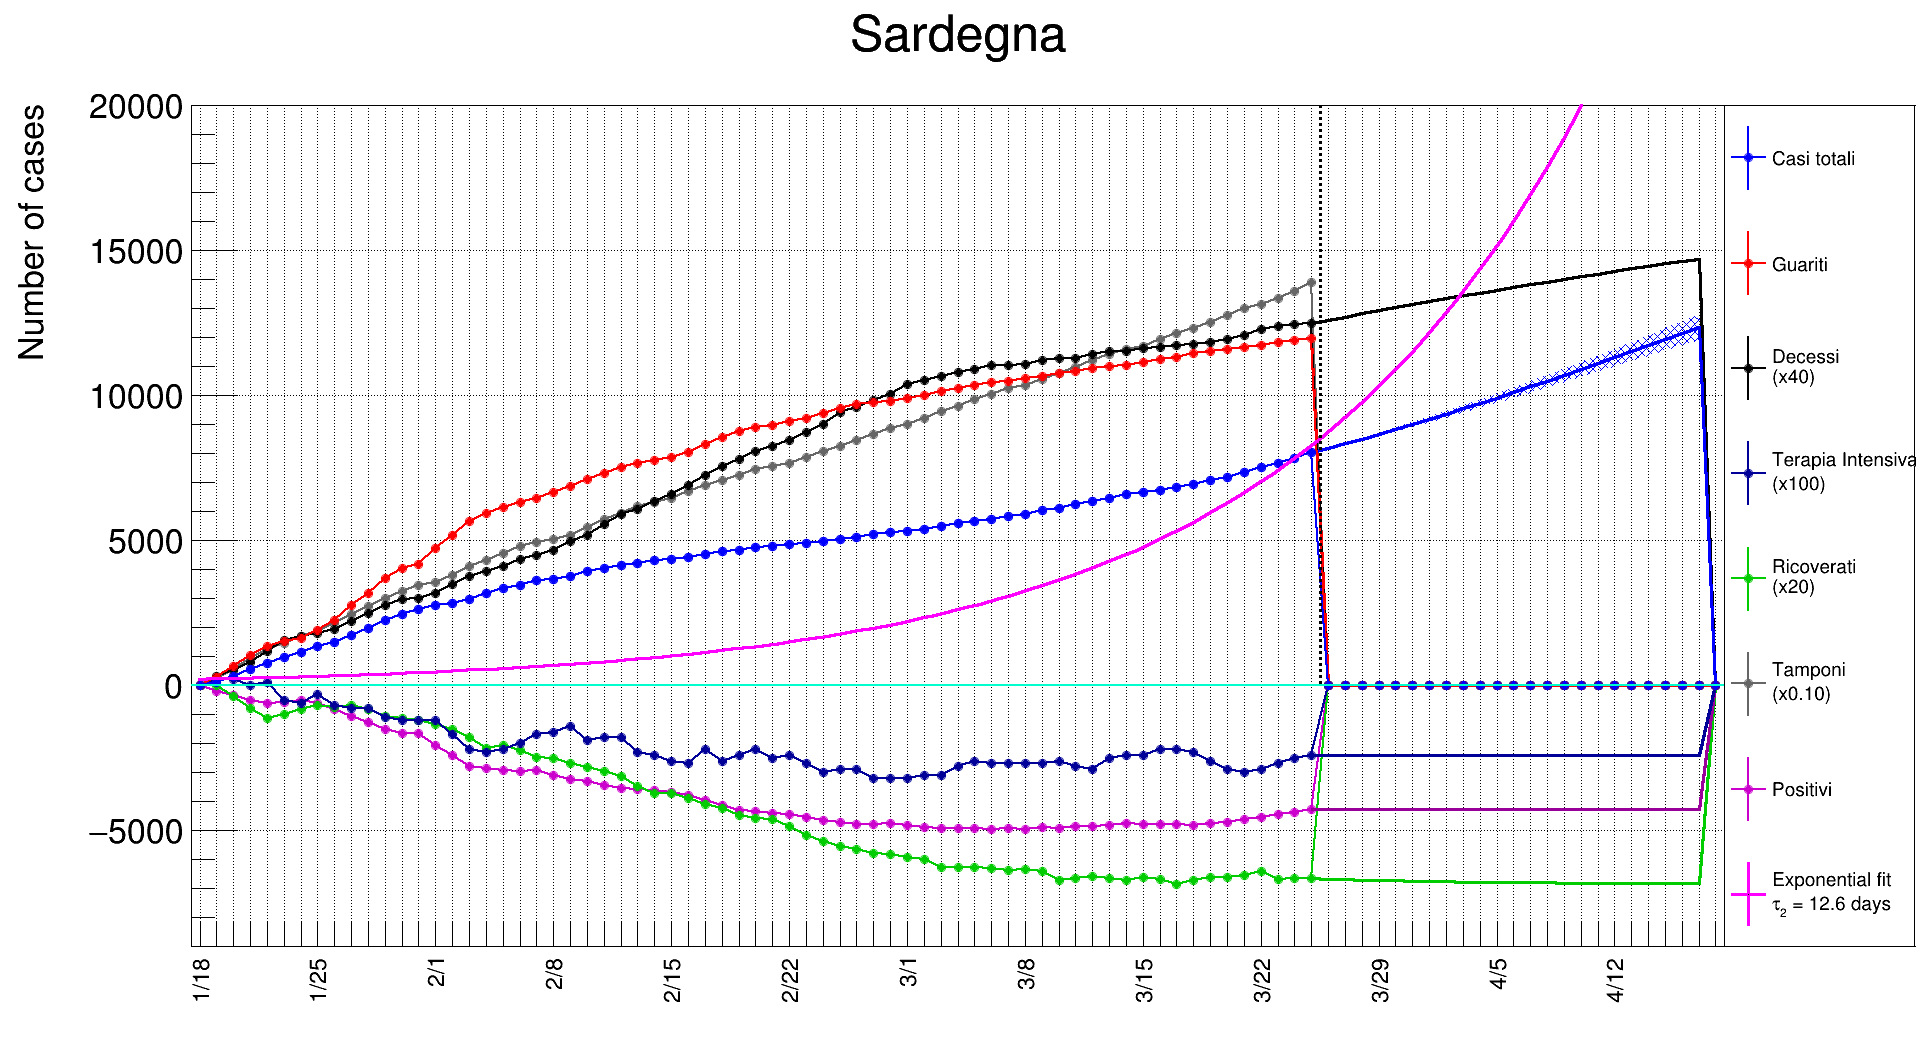 Sardegna
Number of cases
20000
15000
10000
5000
0
−5000
1/18
1/25
2/1
2/8
2/15
2/22
3/1
3/8
3/15
3/22
3/29
4/5
4/12
Casi totali
Guariti
Decessi
(x40)
Terapia Intensiva
(x100)
Ricoverati
(x20)
Tamponi
(x0.10)
Positivi
Exponential fit
τ2 = 12.6 days